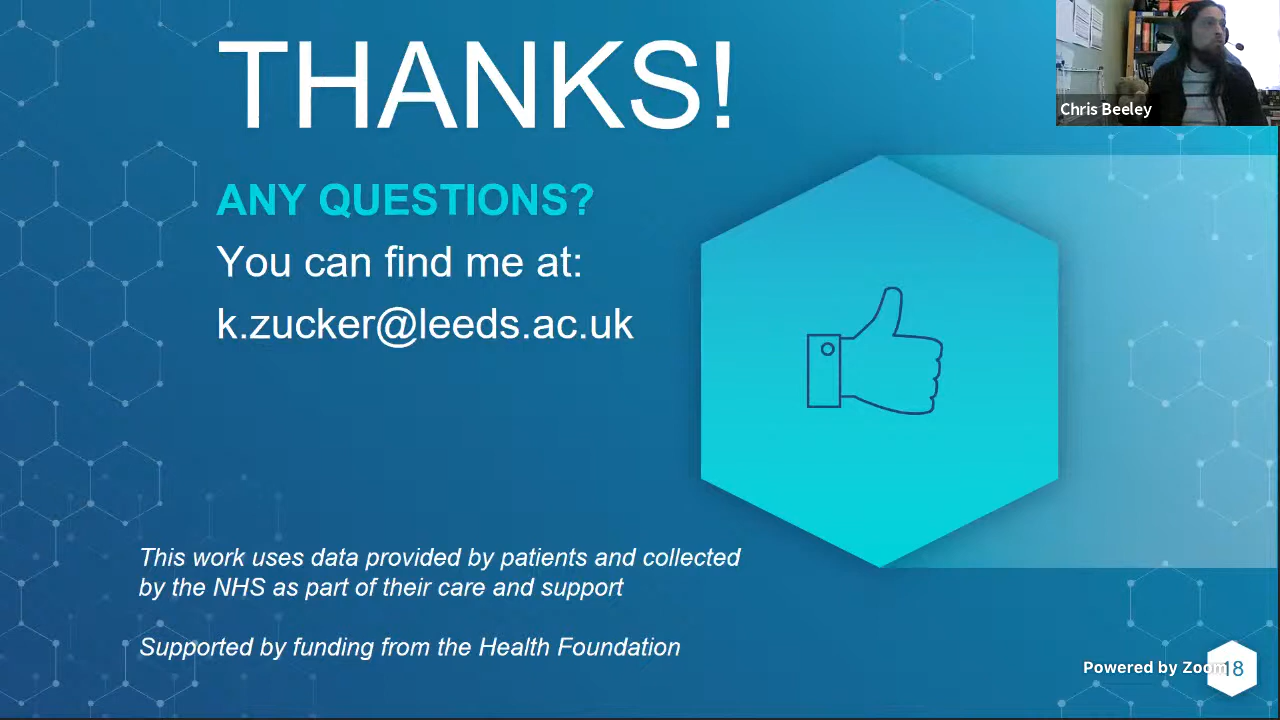 THANKS!
Chris Beeley
ANY QUESTIONS?
You can find me at:
k.zucker@leeds.ac.uk
This work uses data provided by patients and collected
by the NHS as part of their care and support
Supported by funding from the Health Foundation
Powered by Zoom
18